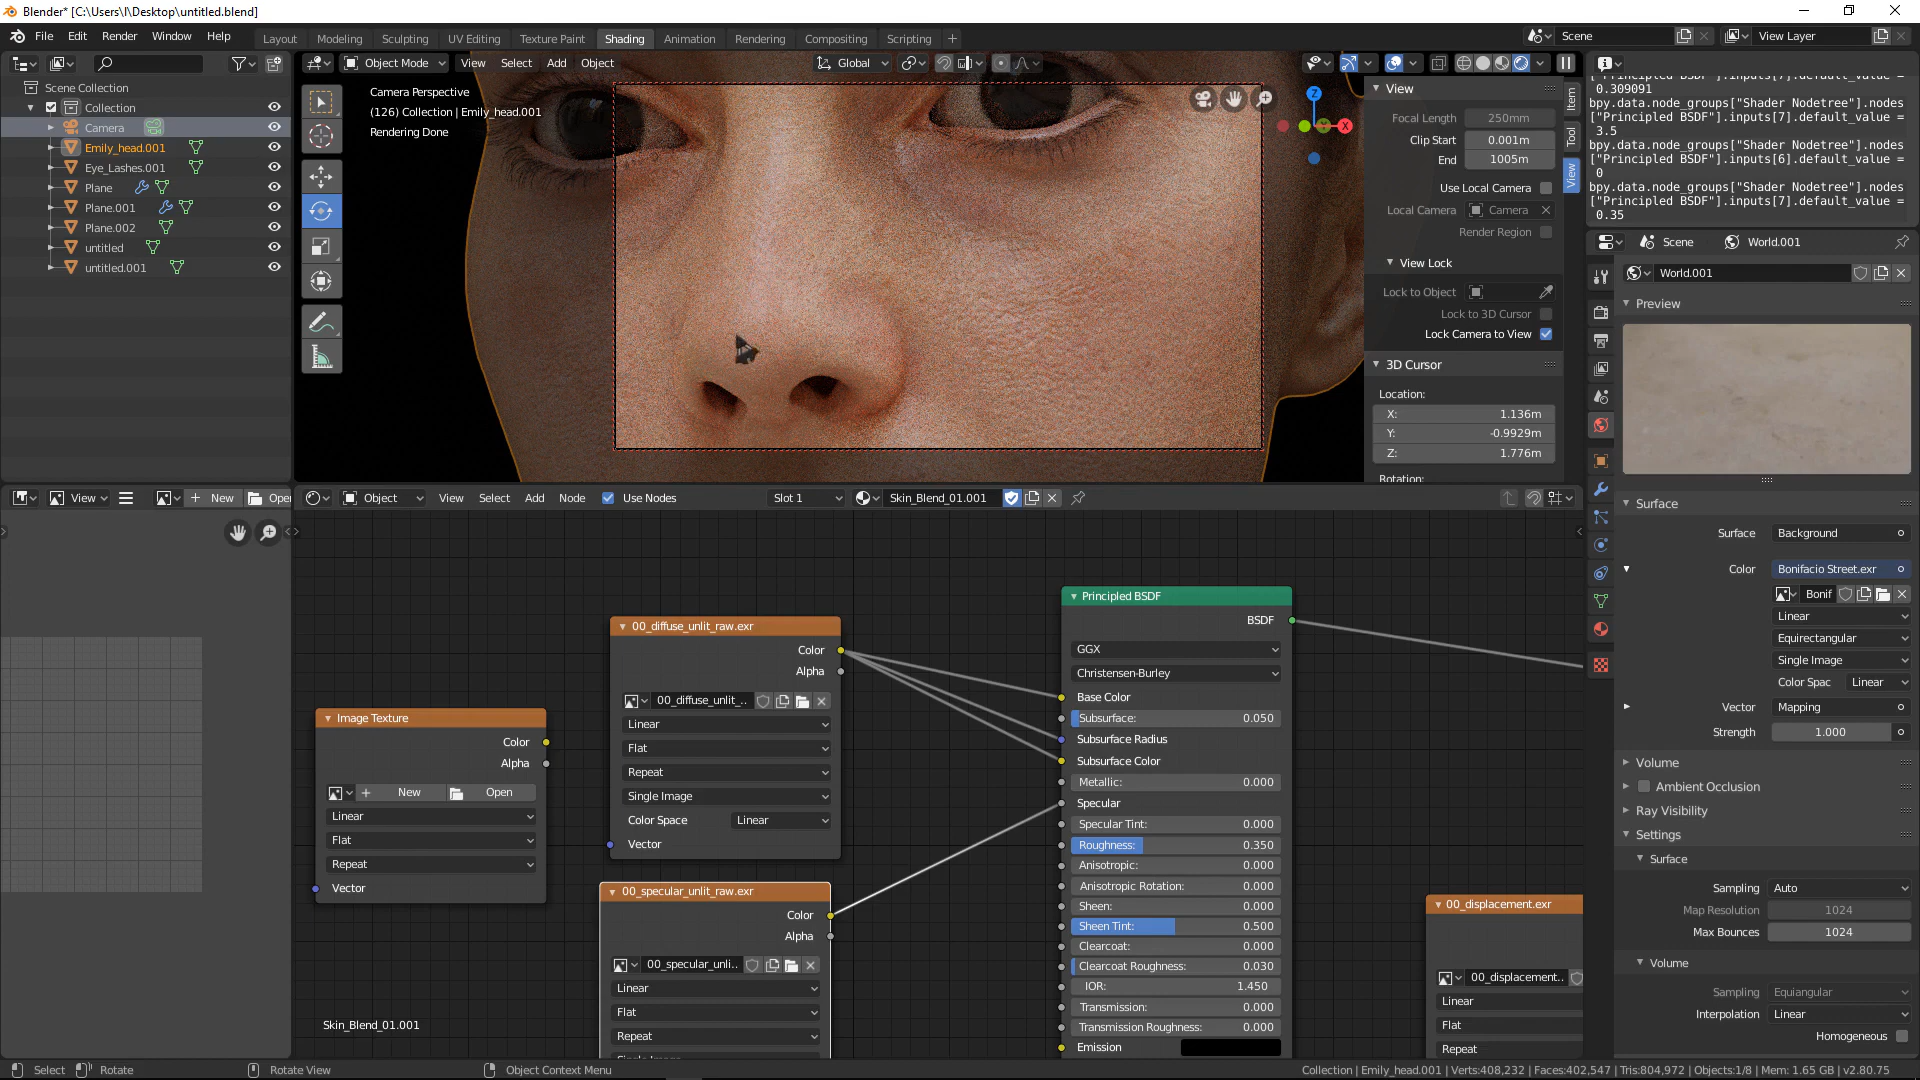 Blender* [C:\Users\I\Desktop\untitled.blend]
File Edit Render Window Help
Layout Modeling Sculpting UV Editing Texture Paint Shading Animation Rendering Compositing Scripting +
Scene
View Layer
Object Mode View Select Add Object Global
Scene Collection
Collection
Camera
Emily_head.001
Eye_Lashes.001
Plane
Plane.001
Plane.002
untitled
untitled.001
Camera Perspective
(126) Collection | Emily_head.001
Rendering Done
Z
X
View
Focal Length 250mm
Clip Start 0.001m
End 1005m
Use Local Camera
Local Camera Camera
Render Region
View Lock
Lock to Object
Lock to 3D Cursor
Lock Camera to View
3D Cursor
Location:
X: 1.136m
Y: -0.9929m
Z: 1.776m
Rotation:
Item
Tool
View
["Principled BSDF"].inputs[7].default_value =
0.309091
bpy.data.node_groups["Shader Nodetree"].nodes
["Principled BSDF"].inputs[7].default_value =
3.5
bpy.data.node_groups["Shader Nodetree"].nodes
["Principled BSDF"].inputs[6].default_value =
0
bpy.data.node_groups["Shader Nodetree"].nodes
["Principled BSDF"].inputs[7].default_value =
0.35
Scene World.001
World.001
Preview
Surface
Surface Background
Color Bonifacio Street.exr
Bonif
Linear
Equirectangular
Single Image
Color Spac Linear
Vector Mapping
Strength 1.000
Volume
Ambient Occlusion
Ray Visibility
Settings
Surface
Sampling Auto
Map Resolution 1024
Max Bounces 1024
Volume
Sampling Equiangular
Interpolation Linear
Homogeneous
View New Open
Object View Select Add Node Use Nodes Slot 1 Skin_Blend_01.001
Image Texture
Color
Alpha
New Open
Linear
Flat
Repeat
Vector
00_diffuse_unlit_raw.exr
Color
Alpha
00_diffuse_unlit_..
Linear
Flat
Repeat
Single Image
Color Space Linear
Vector
00_specular_unlit_raw.exr
Color
Alpha
00_specular_unli..
Linear
Flat
Repeat
Principled BSDF
BSDF
GGX
Christensen-Burley
Base Color
Subsurface: 0.050
Subsurface Radius
Subsurface Color
Metallic: 0.000
Specular
Specular Tint: 0.000
Roughness: 0.350
Anisotropic: 0.000
Anisotropic Rotation: 0.000
Sheen: 0.000
Sheen Tint: 0.500
Clearcoat: 0.000
Clearcoat Roughness: 0.030
IOR: 1.450
Transmission: 0.000
Transmission Roughness: 0.000
Emission
00_displacement.exr
00_displacement..
Linear
Flat
Repeat
Skin_Blend_01.001
Select Rotate Rotate View Object Context Menu
Collection | Emily_head.001 | Verts:408,232 | Faces:402,547 | Tris:804,972 | Objects:1/8 | Mem: 1.65 GB | v2.80.75